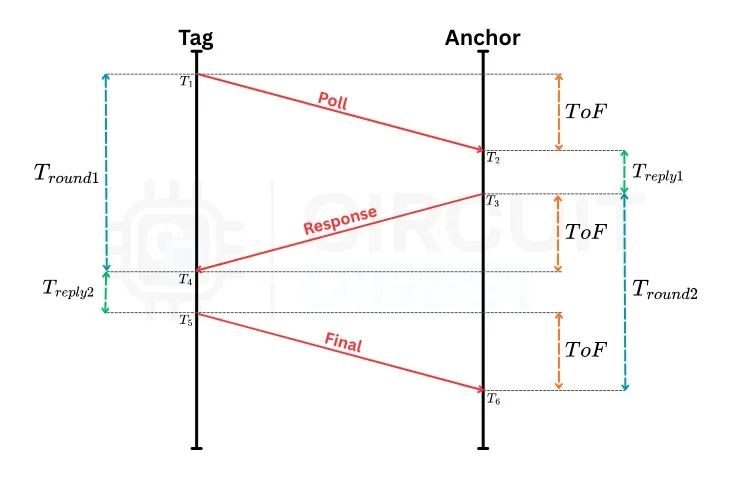 Tag
Anchor
T1
Poll
ToF
T2
Tround1
Treply1
T3
Response
ToF
CIRCUIT
DIGEST
T4
Treply2
Tround2
T5
Final
ToF
T6